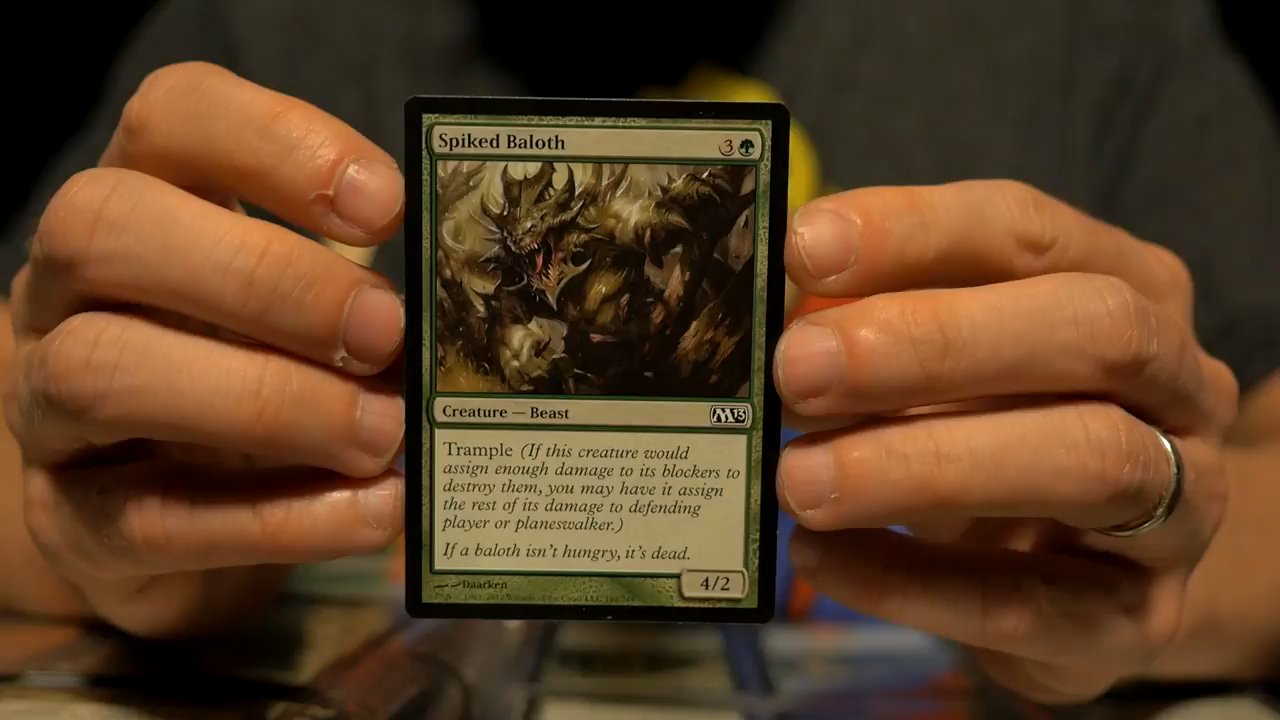 Spiked Baloth 3
Creature — Beast M13
Trample (If this creature would
assign enough damage to its blockers to
destroy them, you may have it assign
the rest of its damage to defending
player or planeswalker.)
If a baloth isn't hungry, it's dead.
4/2
Daarken